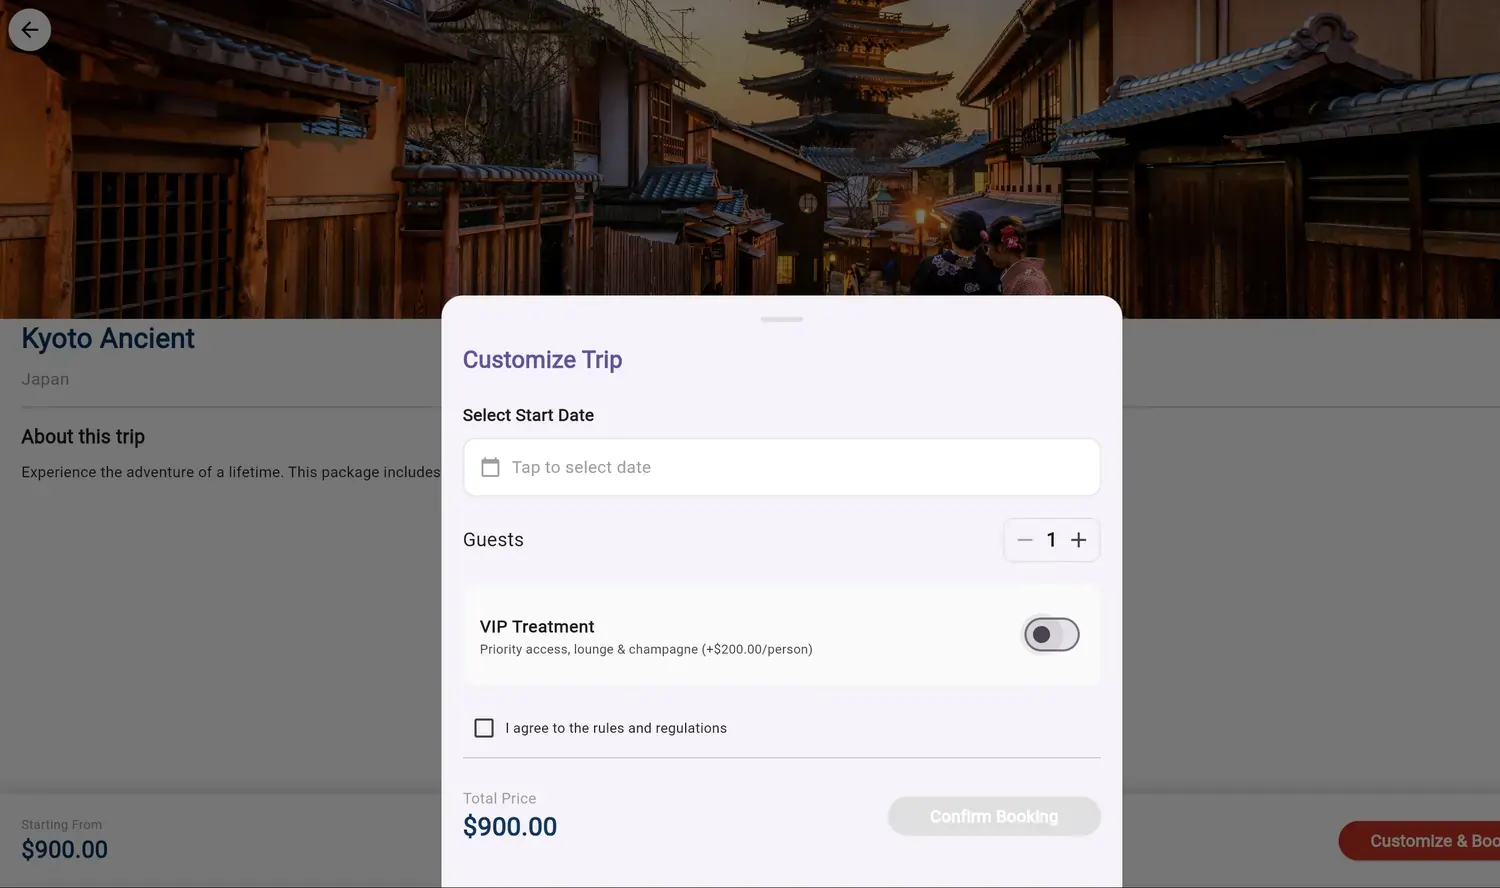 Kyoto Ancient
Japan
About this trip
Experience the adventure of a lifetime. This package includes
Customize Trip
Select Start Date
Tap to select date
Guests
1
VIP Treatment
Priority access, lounge & champagne (+$200.00/person)
I agree to the rules and regulations
Total Price
$900.00
Confirm Booking
Starting From
$900.00
Customize & Boo